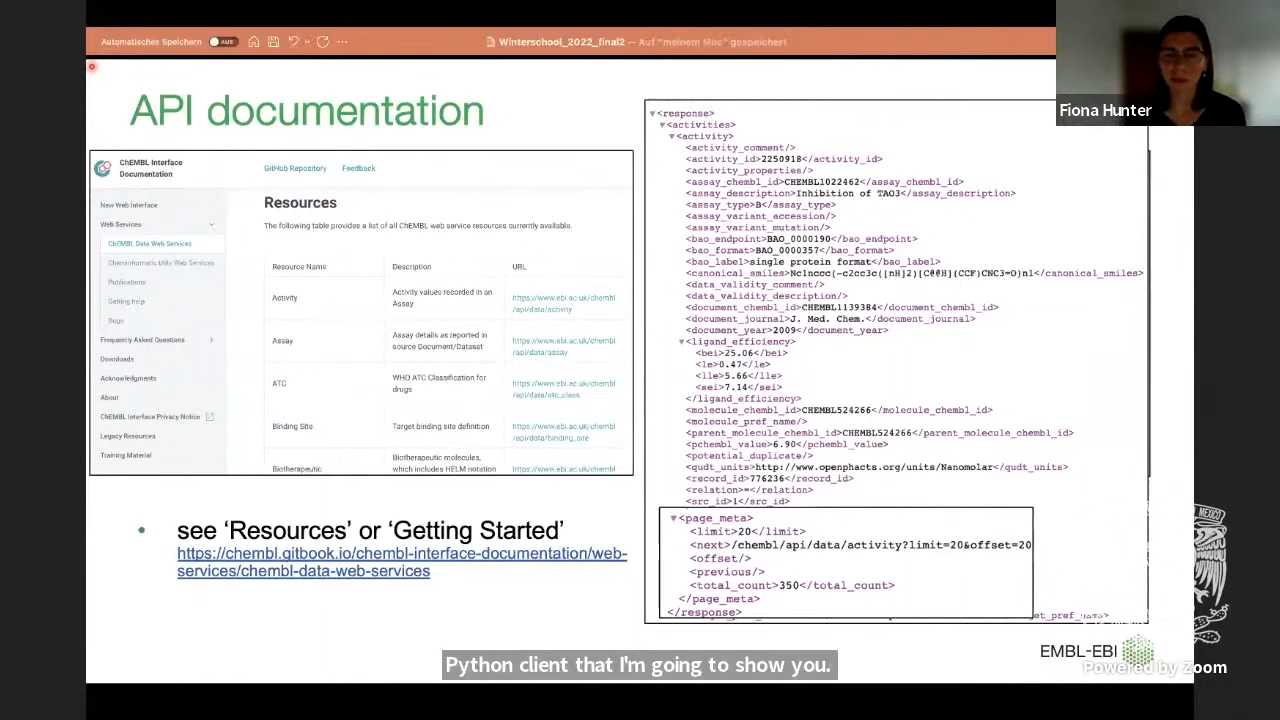 Automatisches Speichern AUS
Winterschool_2022_final2 — Auf "meinem Mac" gespeichert
Fiona Hunter
API documentation
ChEMBL Interface
Documentation
GitHub Repository Feedback
New Web Interface
Web Services
ChEMBL Data Web Services
Cheminformatic Utils Web Services
Publications
Getting help
Bugs
Frequently Asked Questions
Downloads
Acknowledgments
About
ChEMBL Interface Privacy Notice
Legacy Resources
Training Material
Resources
The following table provides a list of all ChEMBL web service resources currently available.
Resource Name Description URL
Activity
Activity values recorded in an
Assay
https://www.ebi.ac.uk/chembl
/api/data/activity
Assay
Assay details as reported in
source Document/Dataset
https://www.ebi.ac.uk/chembl
/api/data/assay
ATC
WHO ATC Classification for
drugs
https://www.ebi.ac.uk/chembl
/api/data/atc_class
Binding Site
Target binding site definition
https://www.ebi.ac.uk/chembl
/api/data/binding_site
Biotherapeutic
Biotherapeutic molecules,
which includes HELM notation
https://www.ebi.ac.uk/chembl
• see ‘Resources’ or ‘Getting Started’
https://chembl.gitbook.io/chembl-interface-documentation/web-
services/chembl-data-web-services
<response>
<activities>
<activity>
<activity_comment/>
<activity_id>2250918</activity_id>
<activity_properties/>
<assay_chembl_id>CHEMBL1022462</assay_chembl_id>
<assay_description>Inhibition of TAO3</assay_description>
<assay_type>B</assay_type>
<assay_variant_accession/>
<assay_variant_mutation/>
<bao_endpoint>BAO_0000190</bao_endpoint>
<bao_format>BAO_0000357</bao_format>
<bao_label>single protein format</bao_label>
<canonical_smiles>Nc1nccc(-c2cc3c([nH]2)[C@@H](CCF)CNC3=O)n1</canonical_smiles>
<data_validity_comment/>
<data_validity_description/>
<document_chembl_id>CHEMBL1139384</document_chembl_id>
<document_journal>J. Med. Chem.</document_journal>
<document_year>2009</document_year>
<ligand_efficiency>
<bei>25.06</bei>
<le>0.47</le>
<lle>5.66</lle>
<sei>7.14</sei>
</ligand_efficiency>
<molecule_chembl_id>CHEMBL524266</molecule_chembl_id>
<molecule_pref_name/>
<parent_molecule_chembl_id>CHEMBL524266</parent_molecule_chembl_id>
<pchembl_value>6.90</pchembl_value>
<potential_duplicate/>
<qudt_units>http://www.openphacts.org/units/Nanomolar</qudt_units>
<record_id>776236</record_id>
<relation>=</relation>
<src_id>1</src_id>
<page_meta>
<limit>20</limit>
<next>/chembl/api/data/activity?limit=20&offset=20
<offset/>
<previous/>
<total_count>350</total_count>
</page_meta>
</response>
EMBL-EBI
Python client that I'm going to show you.
Powered by Zoom